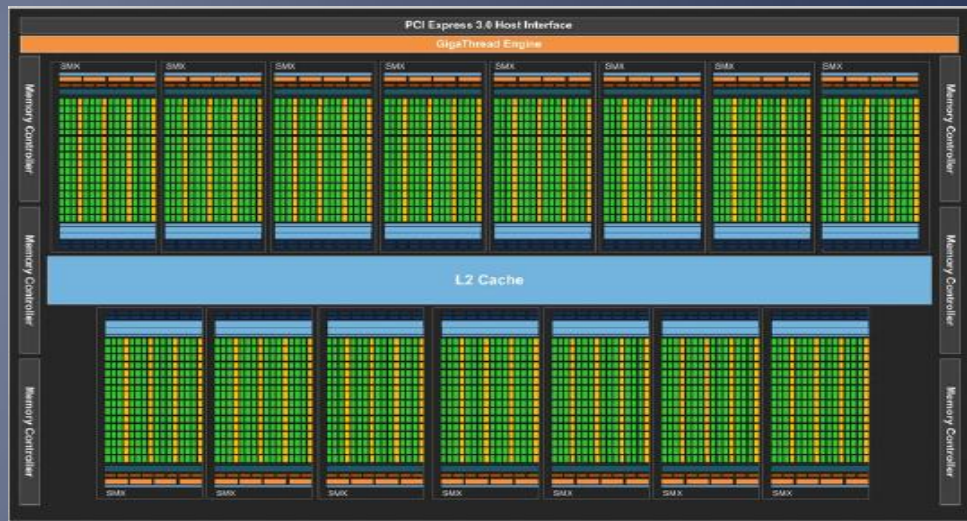 PCI Express 3.0 Host Interface
GigaThread Engine
SMX SMX SMX SMX SMX SMX SMX SMX
Memory Controller
Memory Controller
Memory Controller
Memory Controller
L2 Cache
Memory Controller
Memory Controller
SMX SMX SMX SMX SMX SMX SMX